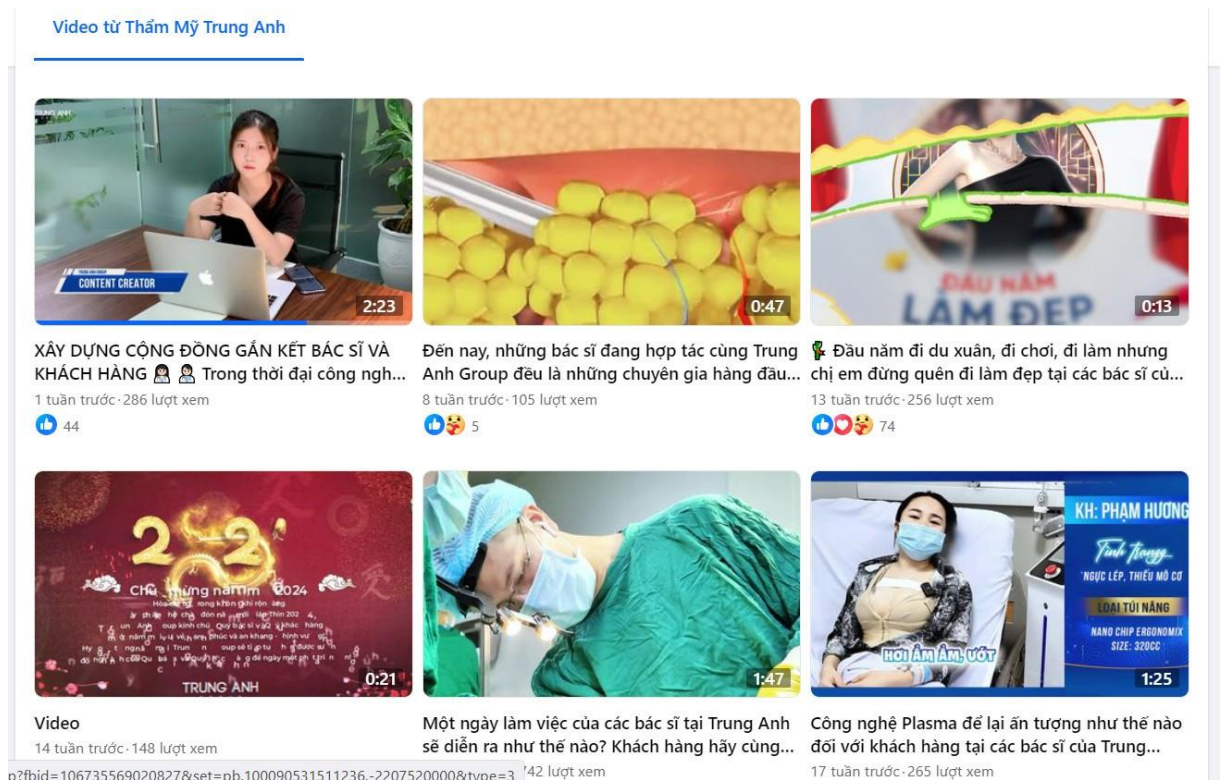 Video từ Thẩm Mỹ Trung Anh
TRUNG ANH
TRUNG ANH GROUP
CONTENT CREATOR
2:23
0:47
ĐẦU NĂM
LÀM ĐẸP
0:13
XÂY DỰNG CỘNG ĐỒNG GẮN KẾT BÁC SĨ VÀ
KHÁCH HÀNG 👩🏻‍⚕️ 👨🏻‍⚕️ Trong thời đại công ngh...
1 tuần trước · 286 lượt xem
44
Đến nay, những bác sĩ đang hợp tác cùng Trung
Anh Group đều là những chuyên gia hàng đầu...
8 tuần trước · 105 lượt xem
5
Đầu năm đi du xuân, đi chơi, đi làm nhưng
chị em đừng quên đi làm đẹp tại các bác sĩ củ...
13 tuần trước · 256 lượt xem
74
2024
TRUNG ANH
0:21
1:47
KH: PHẠM HƯƠNG
Tình trạng
NGỰC LÉP, THIẾU MÔ CƠ
LOẠI TÚI NÂNG
NANO CHIP ERGONOMIX
SIZE: 320CC
HƠI ẨM ẨM, ƯỚT
1:25
Video
14 tuần trước · 148 lượt xem
Một ngày làm việc của các bác sĩ tại Trung Anh
sẽ diễn ra như thế nào? Khách hàng hãy cùng...
742 lượt xem
Công nghệ Plasma để lại ấn tượng như thế nào
đối với khách hàng tại các bác sĩ của Trung...
17 tuần trước · 265 lượt xem
p?fbid=106735569020827&set=pb.100090531511236.-2207520000&type=3